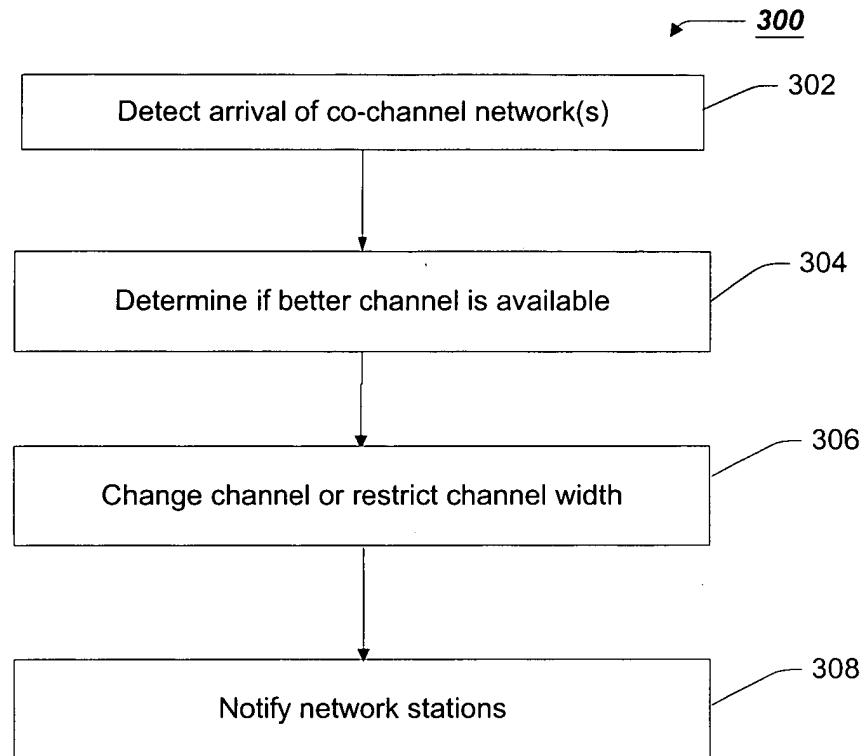 300
Detect arrival of co-channel network(s)
302
Determine if better channel is available
304
Change channel or restrict channel width
306
Notify network stations
308